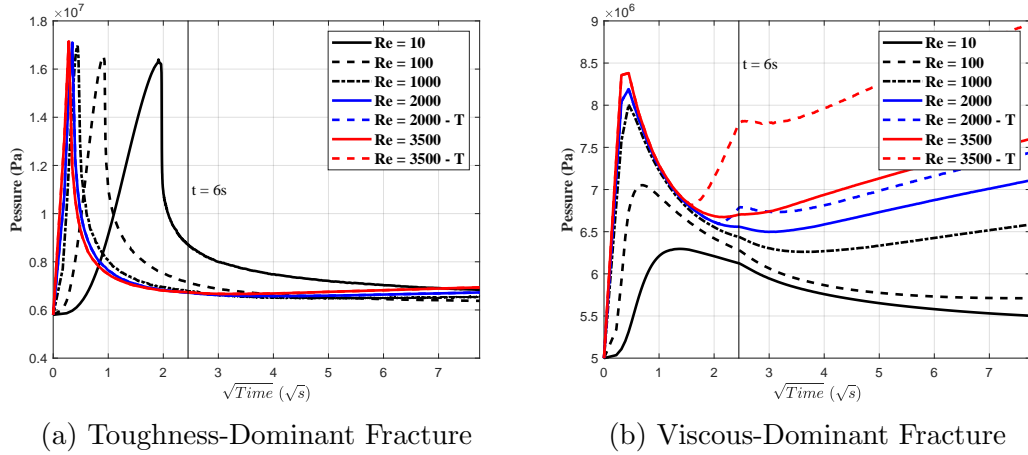 ×10⁷
1.8
1.6
1.4
1.2
1.0
0.8
0.6
0.4
Pessure (Pa)
0 1 2 3 4 5 6 7
√Time (√s)
t = 6s
Re = 10
Re = 100
Re = 1000
Re = 2000
Re = 2000 - T
Re = 3500
Re = 3500 - T
(a) Toughness-Dominant Fracture
×10⁶
9
8.5
8
7.5
7
6.5
6
5.5
5
Pessure (Pa)
0 1 2 3 4 5 6 7
√Time (√s)
t = 6s
Re = 10
Re = 100
Re = 1000
Re = 2000
Re = 2000 - T
Re = 3500
Re = 3500 - T
(b) Viscous-Dominant Fracture